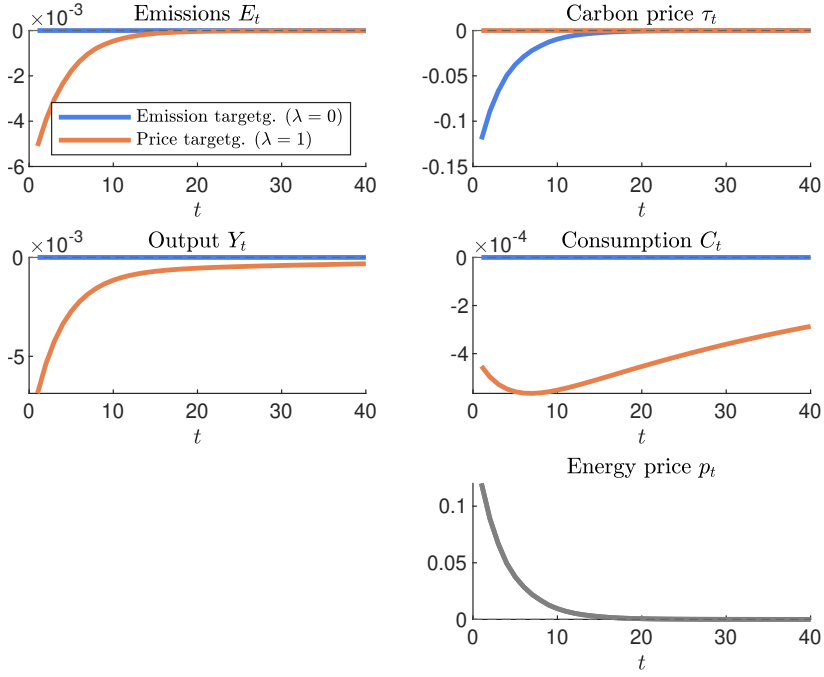 Emissions E_t
×10⁻³
0
-2
-4
-6
0 10 20 30 40
t
Emission targetg. (λ = 0)
Price targetg. (λ = 1)
Carbon price τ_t
0
-0.05
-0.1
-0.15
0 10 20 30 40
t
Output Y_t
×10⁻³
0
-5
0 10 20 30 40
t
Consumption C_t
×10⁻⁴
0
-2
-4
0 10 20 30 40
t
Energy price p_t
0.1
0.05
0
0 10 20 30 40
t